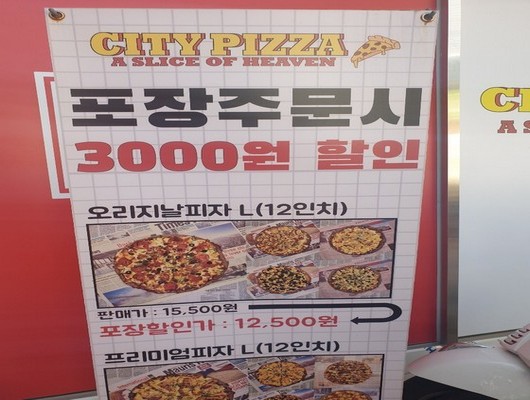 CITY PIZZA
A SLICE OF HEAVEN
포장주문시
3000원 할인
오리지날피자 L(12인치)
판매가 : 15,500원
포장할인가 : 12,500원
프리미엄피자 L(12인치)